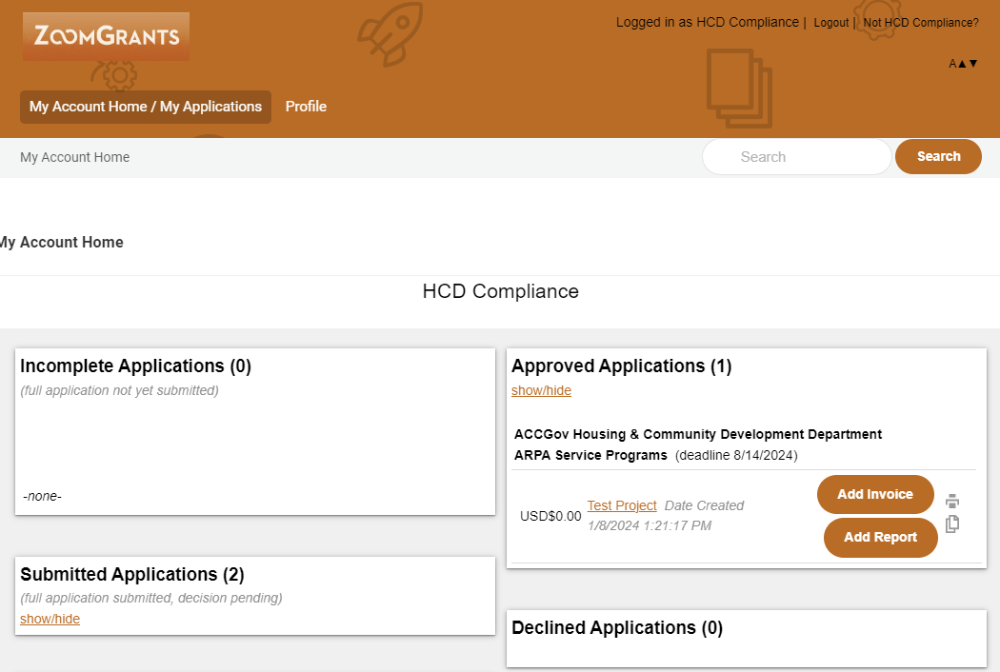 ZOOMGRANTS
Logged in as HCD Compliance | Logout | Not HCD Compliance?
A▲▼
My Account Home / My Applications Profile
My Account Home
Search Search
My Account Home
HCD Compliance
Incomplete Applications (0)
(full application not yet submitted)
-none-
Submitted Applications (2)
(full application submitted, decision pending)
show/hide
Approved Applications (1)
show/hide
ACCGov Housing & Community Development Department
ARPA Service Programs (deadline 8/14/2024)
USD$0.00 Test Project Date Created
1/8/2024 1:21:17 PM
Add Invoice
Add Report
Declined Applications (0)